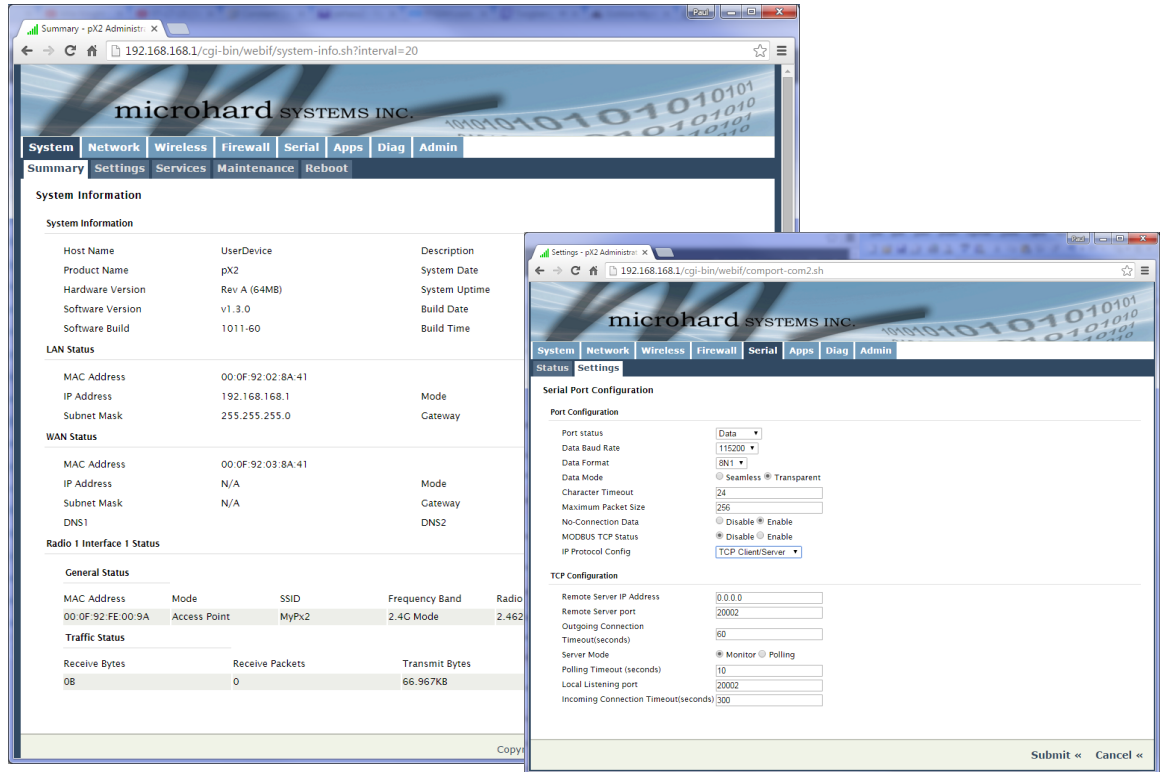 Paul
Summary - pX2 Administr
192.168.168.1/cgi-bin/webif/system-info.sh?interval=20
microhard SYSTEMS INC.
System Network Wireless Firewall Serial Apps Diag Admin
Summary Settings Services Maintenance Reboot
System Information
System Information
Host Name UserDevice Description
Product Name pX2 System Date
Hardware Version Rev A (64MB) System Uptime
Software Version v1.3.0 Build Date
Software Build 1011-60 Build Time
LAN Status
MAC Address 00:0F:92:02:8A:41
IP Address 192.168.168.1 Mode
Subnet Mask 255.255.255.0 Gateway
WAN Status
MAC Address 00:0F:92:03:8A:41
IP Address N/A Mode
Subnet Mask N/A Gateway
DNS1 DNS2
Radio 1 Interface 1 Status
General Status
MAC Address Mode SSID Frequency Band Radio
00:0F:92:FE:00:9A Access Point MyPx2 2.4G Mode 2.462
Traffic Status
Receive Bytes Receive Packets Transmit Bytes
0B 0 66.967KB
Copyr
Paul
Settings - pX2 Administrat
192.168.168.1/cgi-bin/webif/comport-com2.sh
microhard SYSTEMS INC.
System Network Wireless Firewall Serial Apps Diag Admin
Status Settings
Serial Port Configuration
Port Configuration
Port status Data
Data Baud Rate 115200
Data Format 8N1
Data Mode Seamless Transparent
Character Timeout 24
Maximum Packet Size 256
No-Connection Data Disable Enable
MODBUS TCP Status Disable Enable
IP Protocol Config TCP Client/Server
TCP Configuration
Remote Server IP Address 0.0.0.0
Remote Server port 20002
Outgoing Connection
Timeout(seconds) 60
Server Mode Monitor Polling
Polling Timeout (seconds) 10
Local Listening port 20002
Incoming Connection Timeout(seconds) 300
Submit « Cancel «